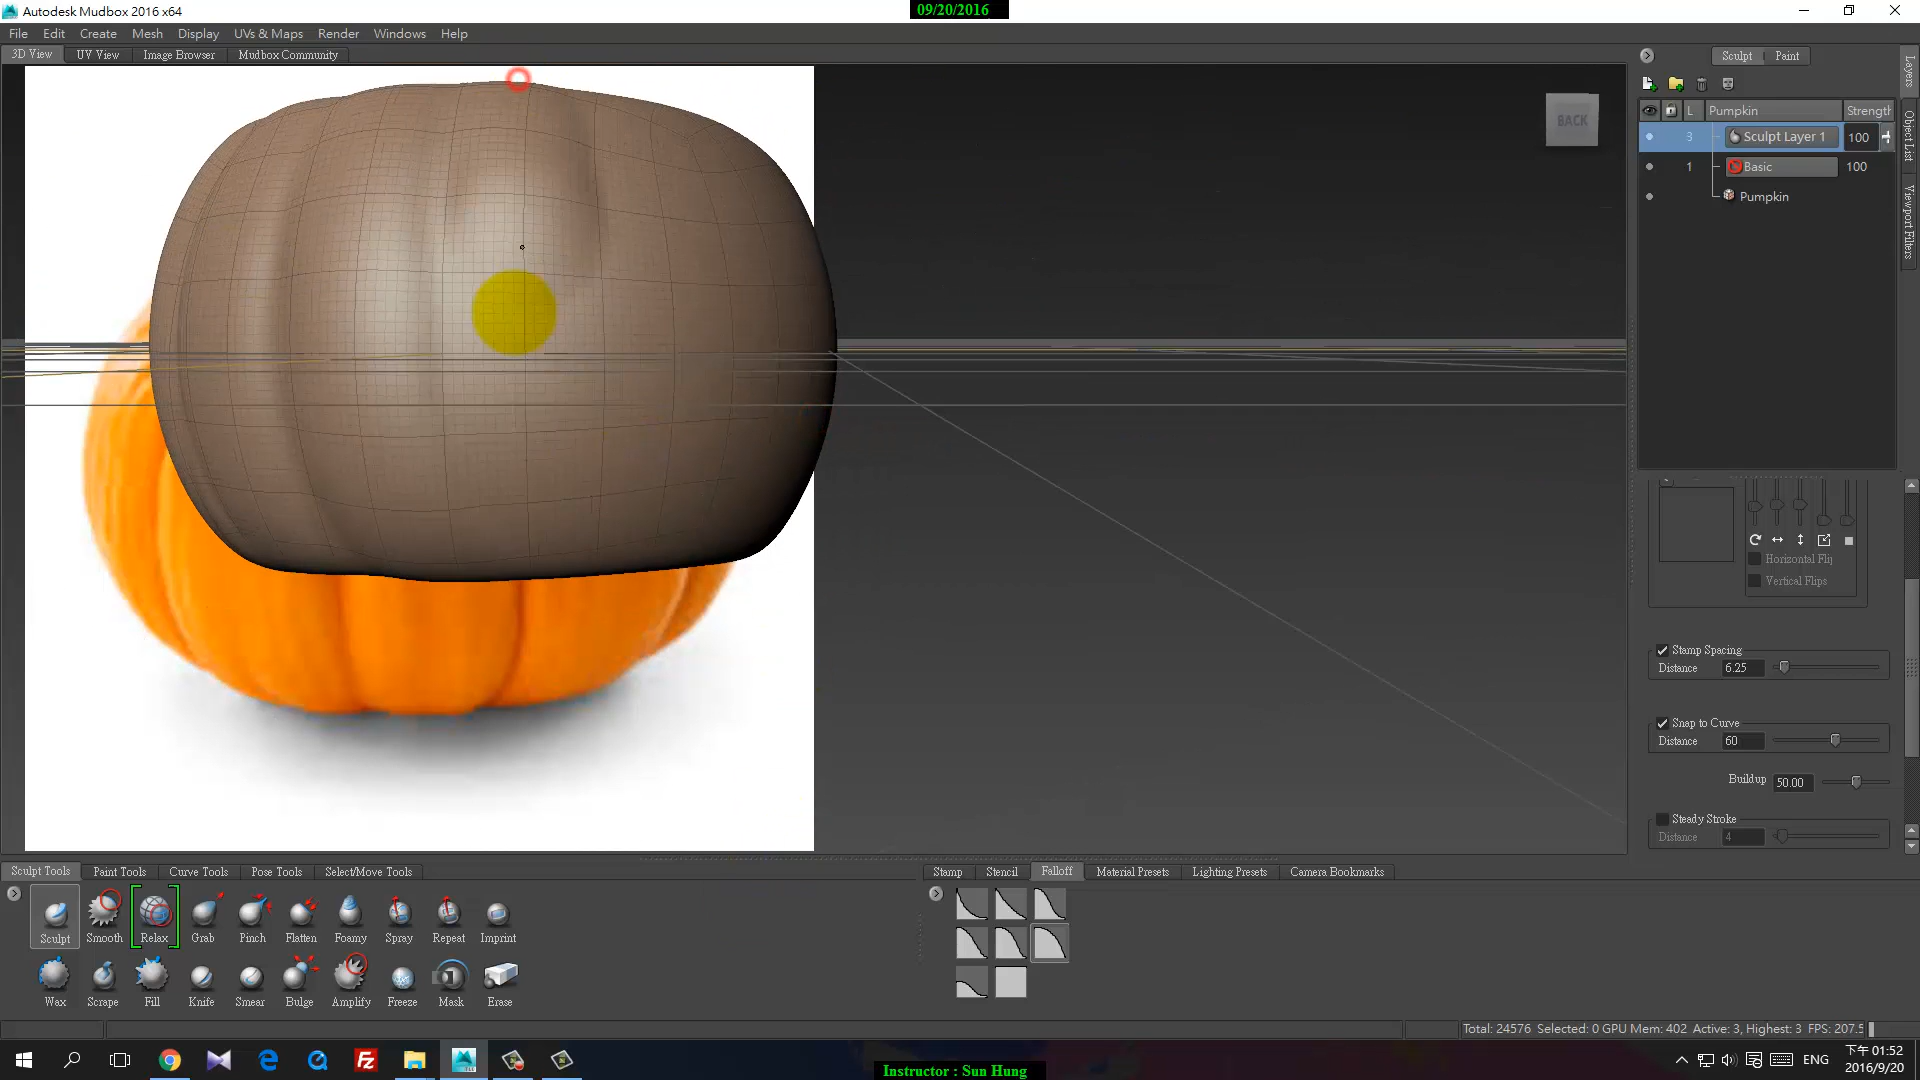 Autodesk Mudbox 2016 x64
09/20/2016
File Edit Create Mesh Display UVs & Maps Render Windows Help
3D View UV View Image Browser Mudbox Community
Sculpt Paint
Layers
Object List
Viewport Filters
L Pumpkin Strength
3 Sculpt Layer 1 100
1 Basic 100
Pumpkin
BACK
Horizontal Flip
Vertical Flips
Stamp Spacing
Distance 6.25
Snap to Curve
Distance 60
Buildup 50.00
Steady Stroke
Distance 4
Sculpt Tools Paint Tools Curve Tools Pose Tools Select/Move Tools
Stamp Stencil Falloff Material Presets Lighting Presets Camera Bookmarks
Sculpt Smooth Relax Grab Pinch Flatten Foamy Spray Repeat Imprint
Wax Scrape Fill Knife Smear Bulge Amplify Freeze Mask Erase
Total: 24576 Selected: 0 GPU Mem: 402 Active: 3, Highest: 3 FPS: 207.5
ENG
下午 01:52
2016/9/20
Instructor : Sun Hung